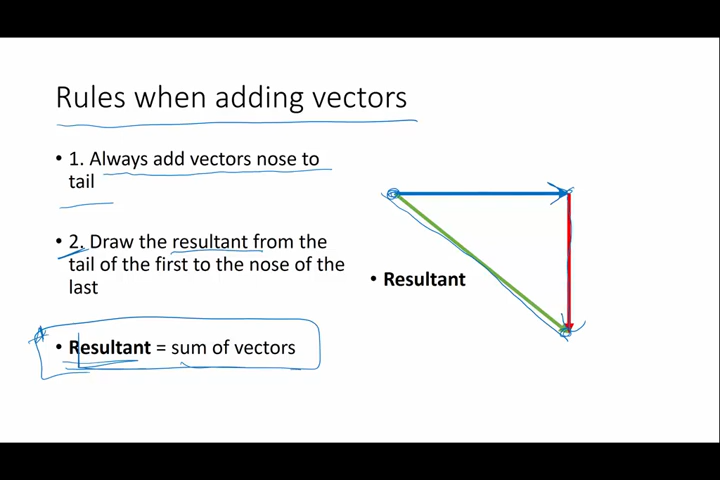 Rules when adding vectors
• 1. Always add vectors nose to
tail
• 2. Draw the resultant from the
tail of the first to the nose of the
last
• Resultant
• Resultant = sum of vectors